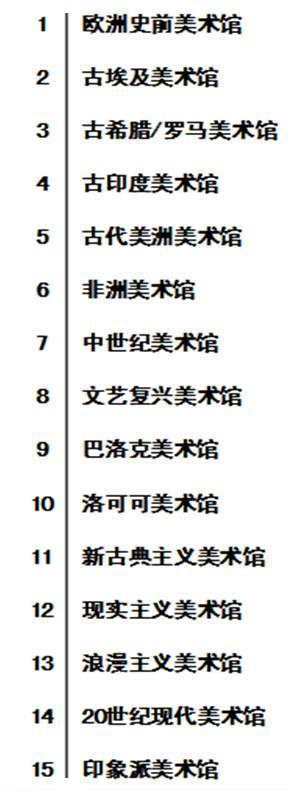 1 欧洲史前美术馆
2 古埃及美术馆
3 古希腊/罗马美术馆
4 古印度美术馆
5 古代美洲美术馆
6 非洲美术馆
7 中世纪美术馆
8 文艺复兴美术馆
9 巴洛克美术馆
10 洛可可美术馆
11 新古典主义美术馆
12 现实主义美术馆
13 浪漫主义美术馆
14 20世纪现代美术馆
15 印象派美术馆